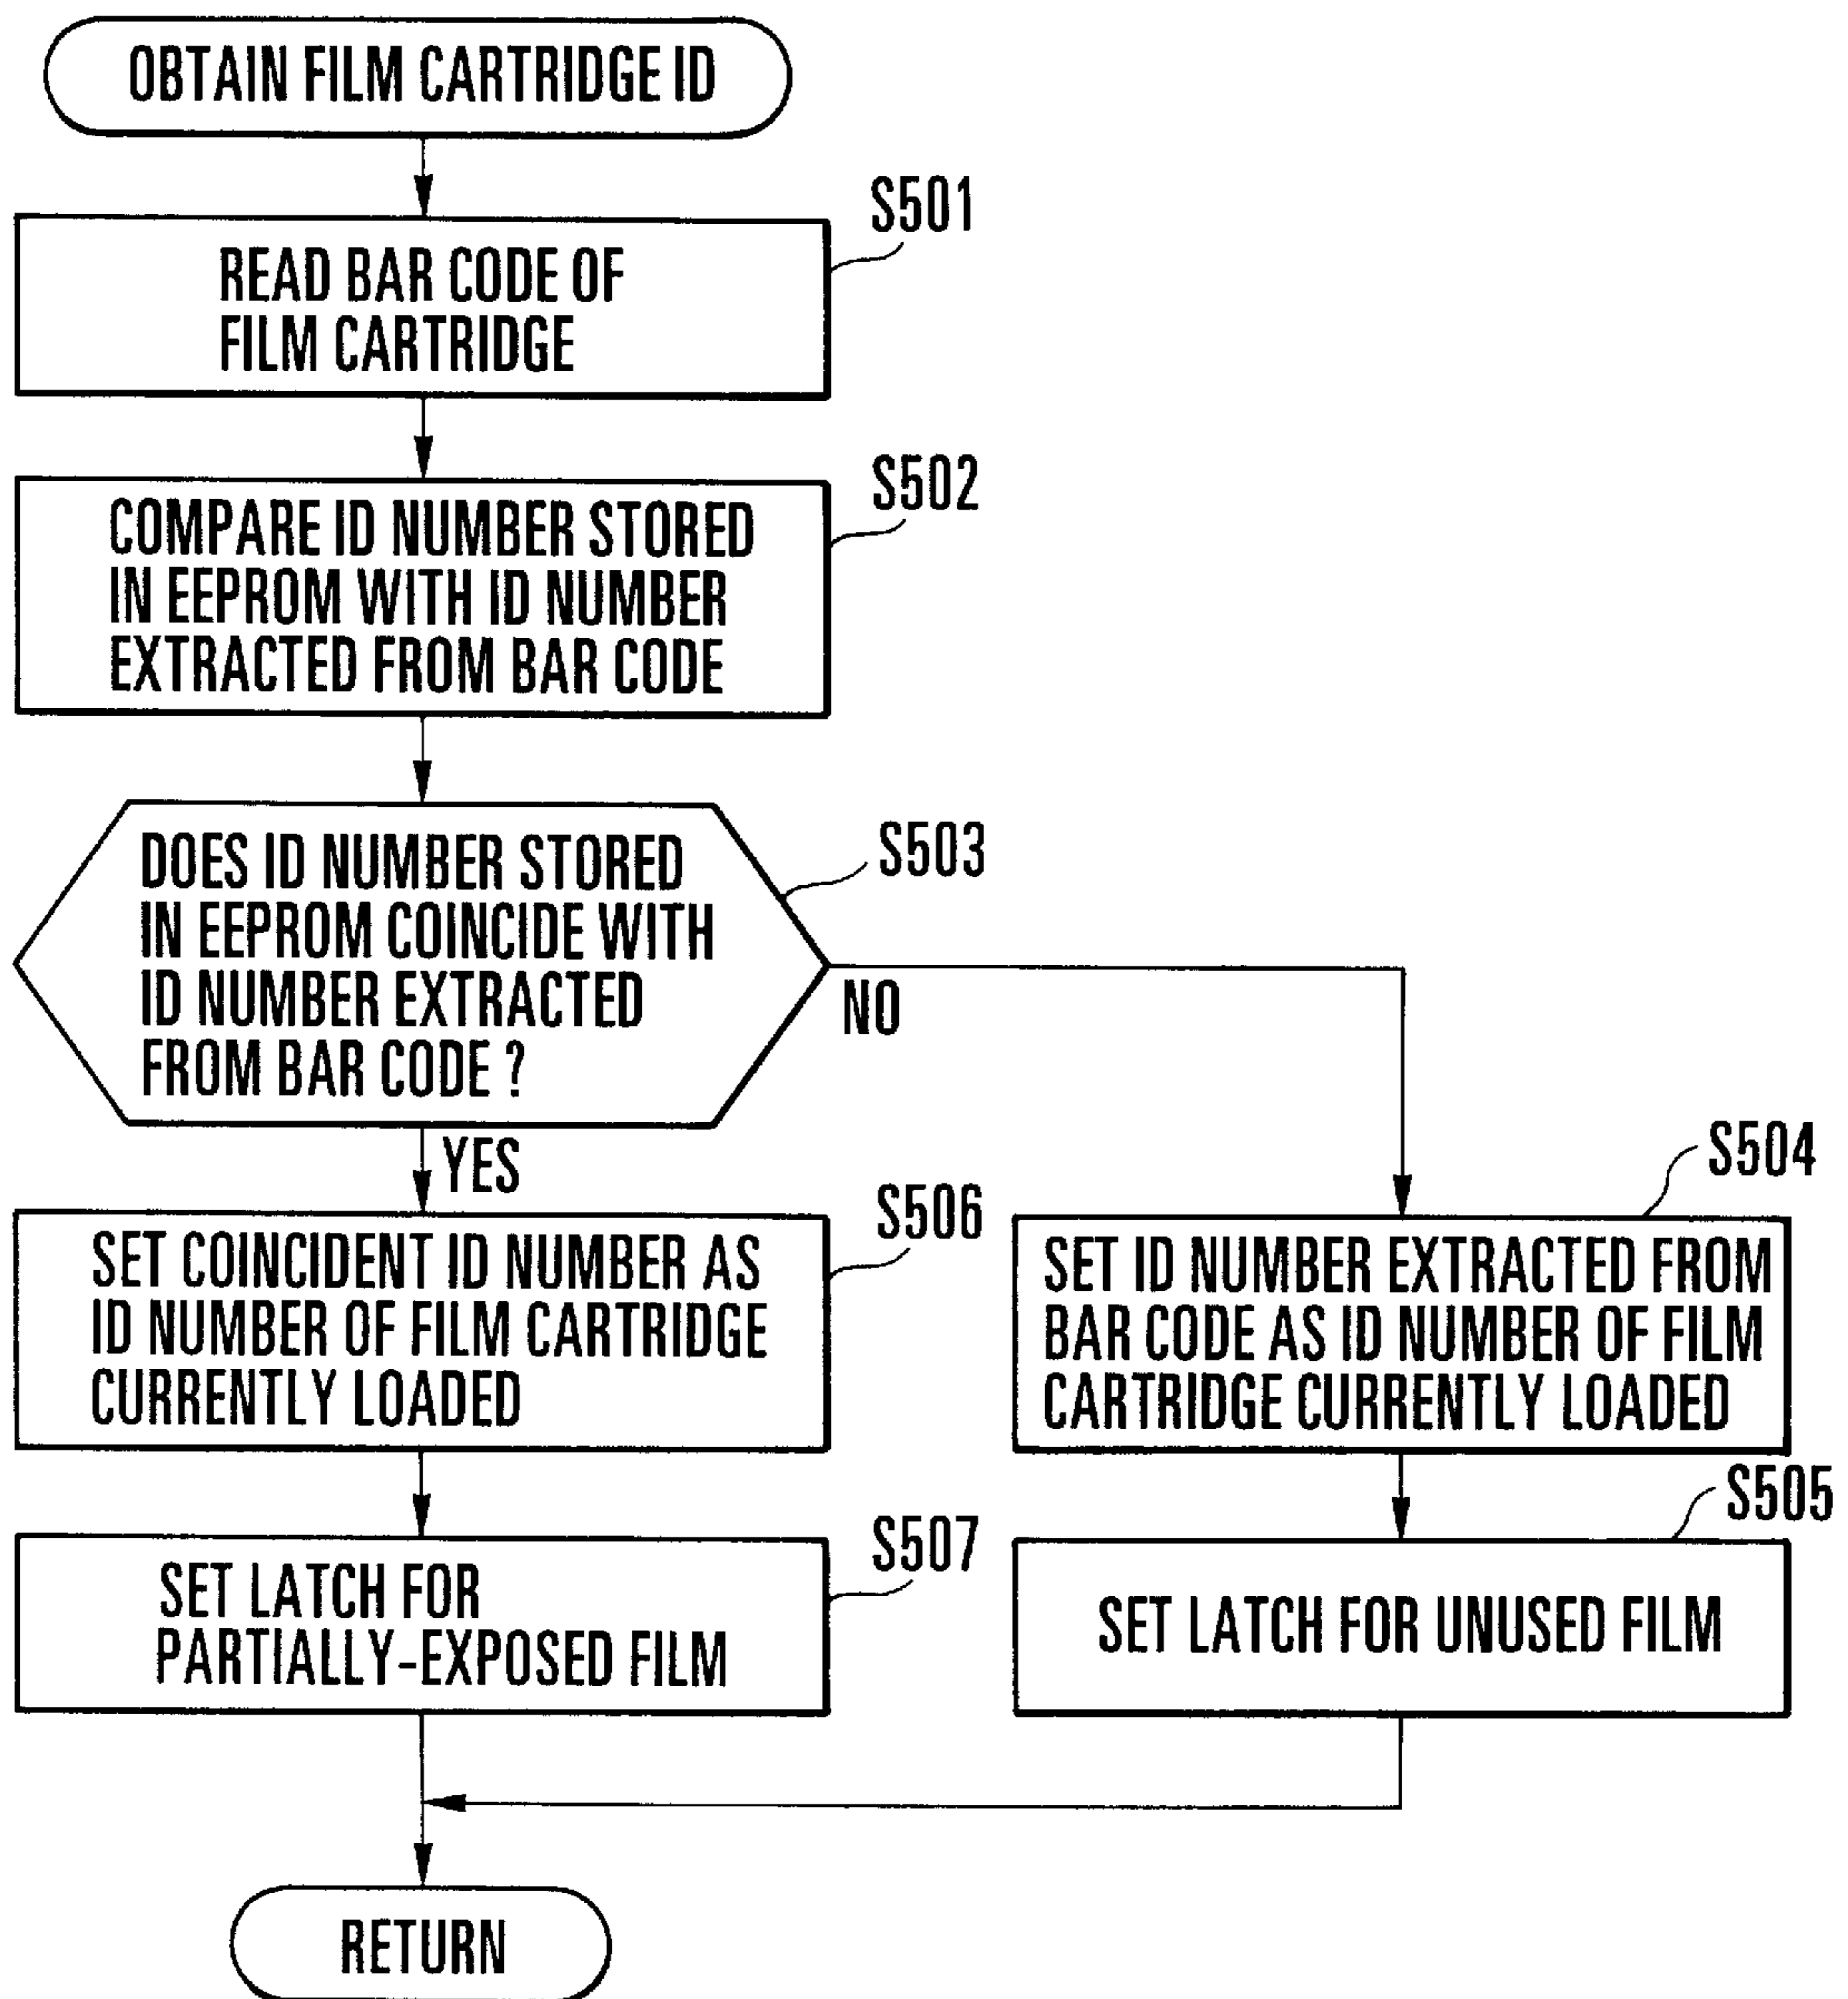 OBTAIN FILM CARTRIDGE ID
S501
READ BAR CODE OF
FILM CARTRIDGE
S502
COMPARE ID NUMBER STORED
IN EEPROM WITH ID NUMBER
EXTRACTED FROM BAR CODE
S503
DOES ID NUMBER STORED
IN EEPROM COINCIDE WITH
ID NUMBER EXTRACTED
FROM BAR CODE ?
NO
YES
S506
SET COINCIDENT ID NUMBER AS
ID NUMBER OF FILM CARTRIDGE
CURRENTLY LOADED
S504
SET ID NUMBER EXTRACTED FROM
BAR CODE AS ID NUMBER OF FILM
CARTRIDGE CURRENTLY LOADED
S507
SET LATCH FOR
PARTIALLY-EXPOSED FILM
S505
SET LATCH FOR UNUSED FILM
RETURN